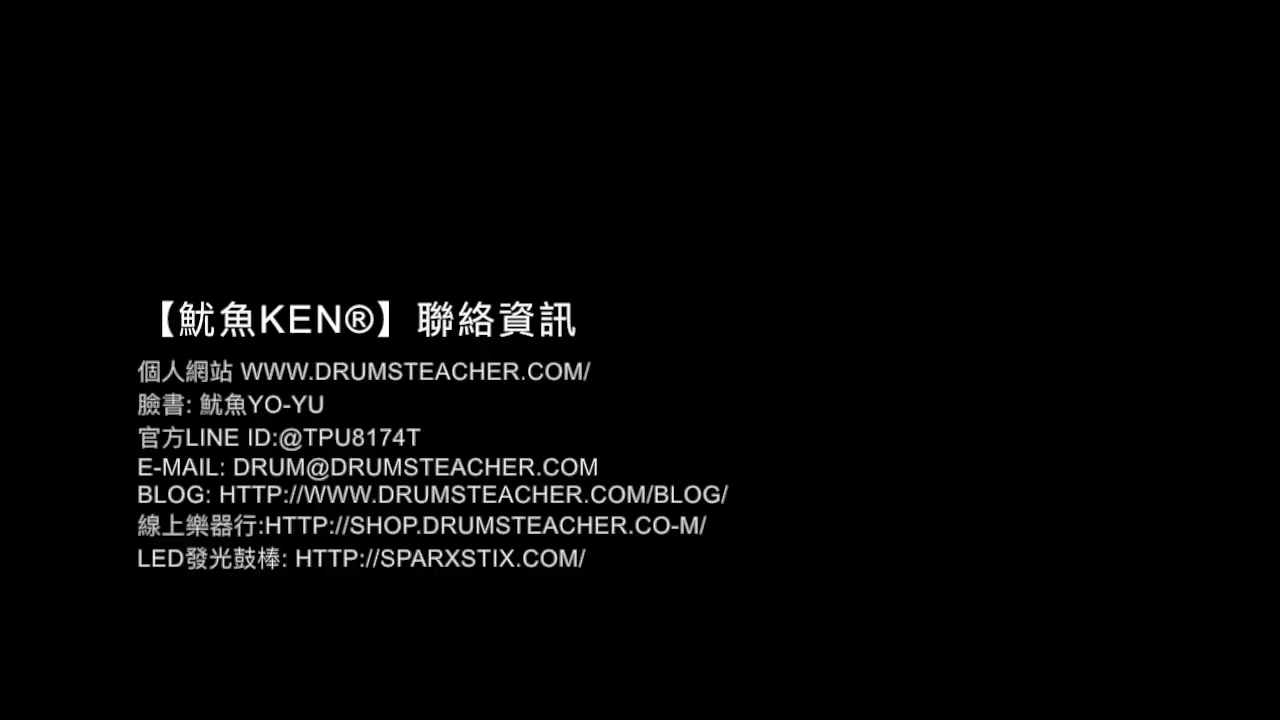 【魷魚KEN®】聯絡資訊
個人網站 WWW.DRUMSTEACHER.COM/
臉書: 魷魚YO-YU
官方LINE ID:@TPU8174T
E-MAIL: DRUM@DRUMSTEACHER.COM
BLOG: HTTP://WWW.DRUMSTEACHER.COM/BLOG/
線上樂器行:HTTP://SHOP.DRUMSTEACHER.CO-M/
LED發光鼓棒: HTTP://SPARXSTIX.COM/